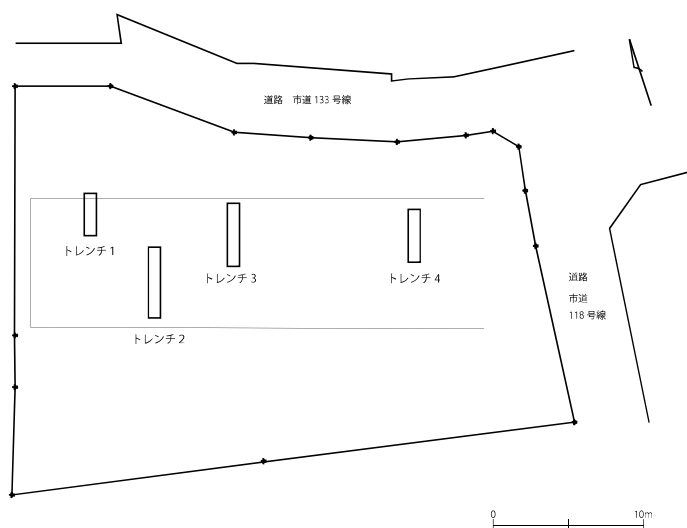 道路　市道 133 号線
トレンチ 1
トレンチ 3
トレンチ 4
トレンチ 2
道路
市道
118 号線
0
10m